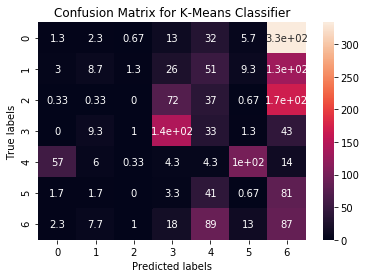 Confusion Matrix for K-Means Classifier
0 1.3 2.3 0.67 13 32 5.7 3.3e+02
1 3 8.7 1.3 26 51 9.3 1.3e+02
2 0.33 0.33 0 72 37 0.67 1.7e+02
3 0 9.3 1 1.4e+02 33 1.3 43
4 57 6 0.33 4.3 4.3 1e+02 14
5 1.7 1.7 0 3.3 41 0.67 81
6 2.3 7.7 1 18 89 13 87
0 1 2 3 4 5 6
Predicted labels
True labels
300
250
200
150
100
50
0